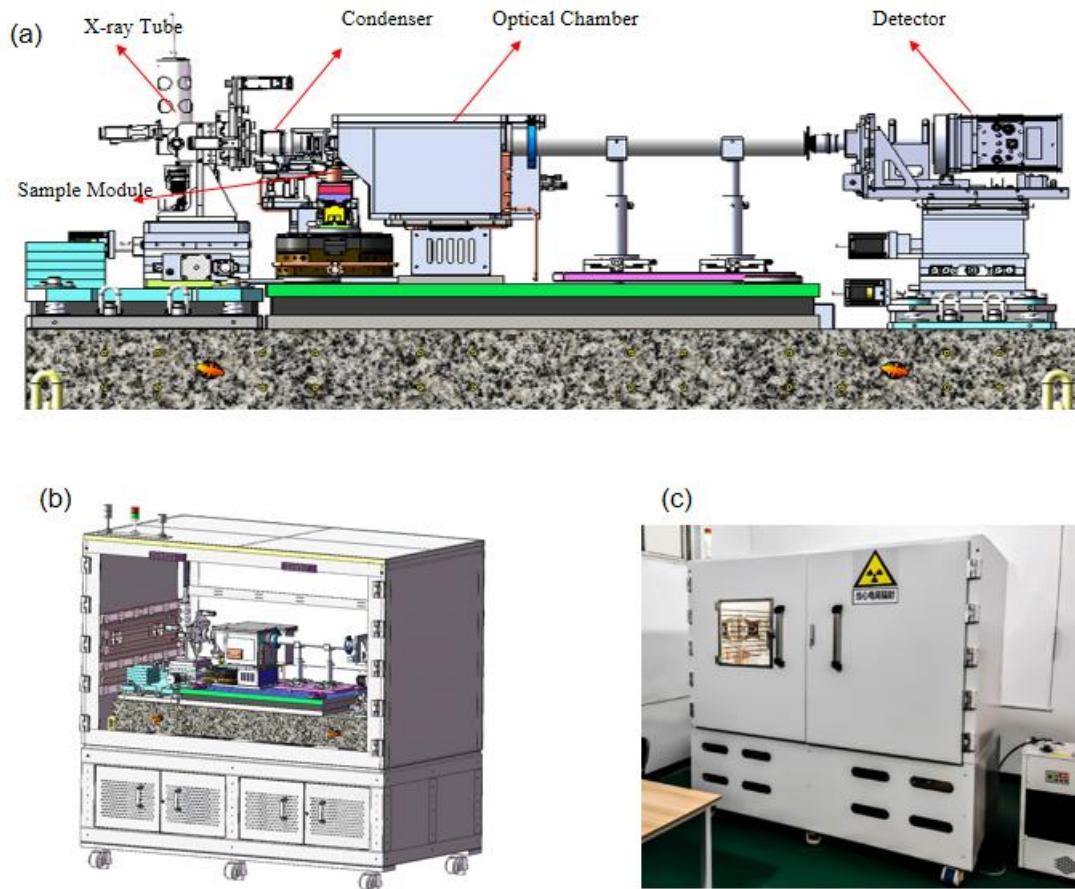 (a)
X-ray Tube
Condenser
Optical Chamber
Detector
Sample Module
(b)
(c)
当心电离辐射